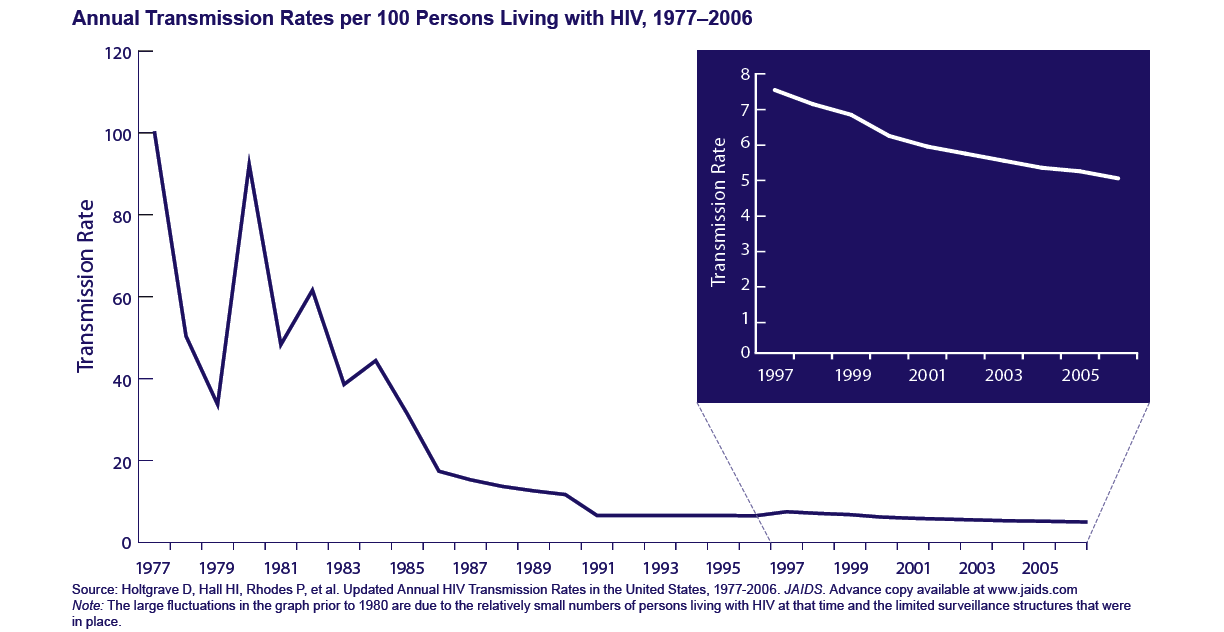 Annual Transmission Rates per 100 Persons Living with HIV, 1977–2006
Transmission Rate
120
100
80
60
40
20
0
1977 1979 1981 1983 1985 1987 1989 1991 1993 1995 1997 1999 2001 2003 2005
Transmission Rate
8
7
6
5
4
3
2
1
0
1997 1999 2001 2003 2005
Source: Holtgrave D, Hall HI, Rhodes P, et al. Updated Annual HIV Transmission Rates in the United States, 1977-2006. JAIDS. Advance copy available at www.jaids.com
Note: The large fluctuations in the graph prior to 1980 are due to the relatively small numbers of persons living with HIV at that time and the limited surveillance structures that were
in place.